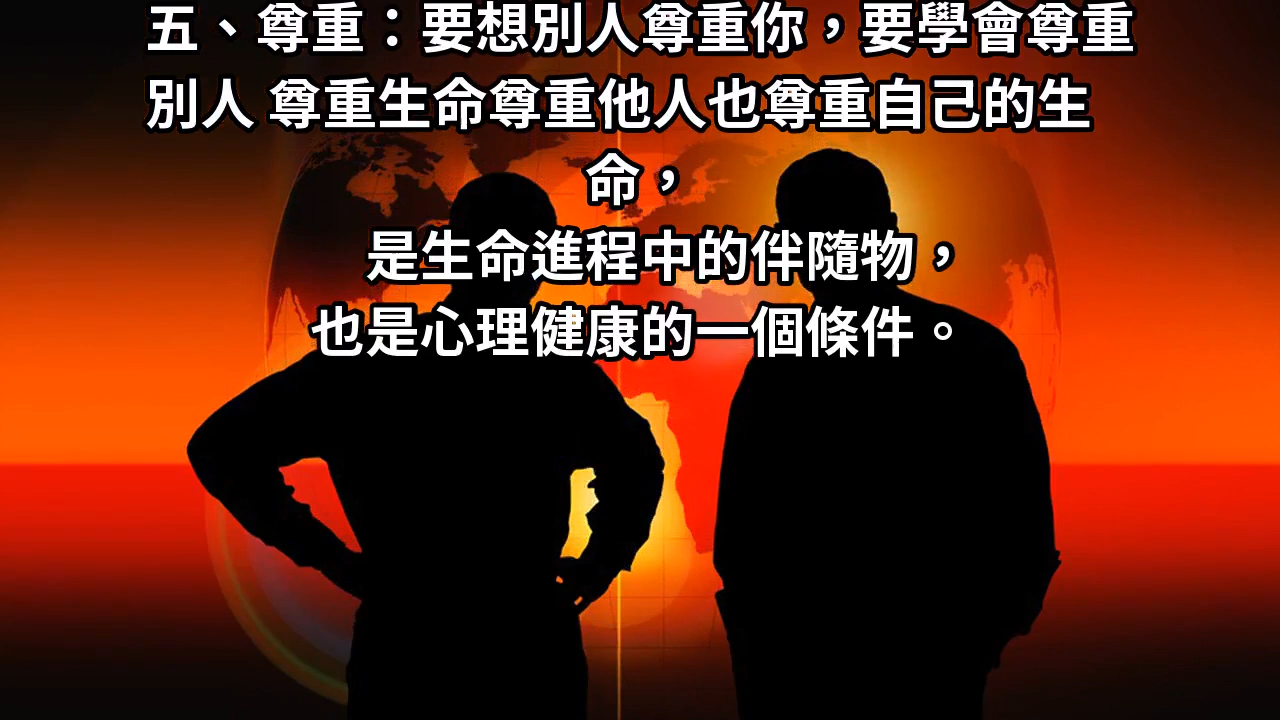 五、尊重：要想別人尊重你，要學會尊重
別人 尊重生命尊重他人也尊重自己的生
命，
是生命進程中的伴隨物，
也是心理健康的一個條件。